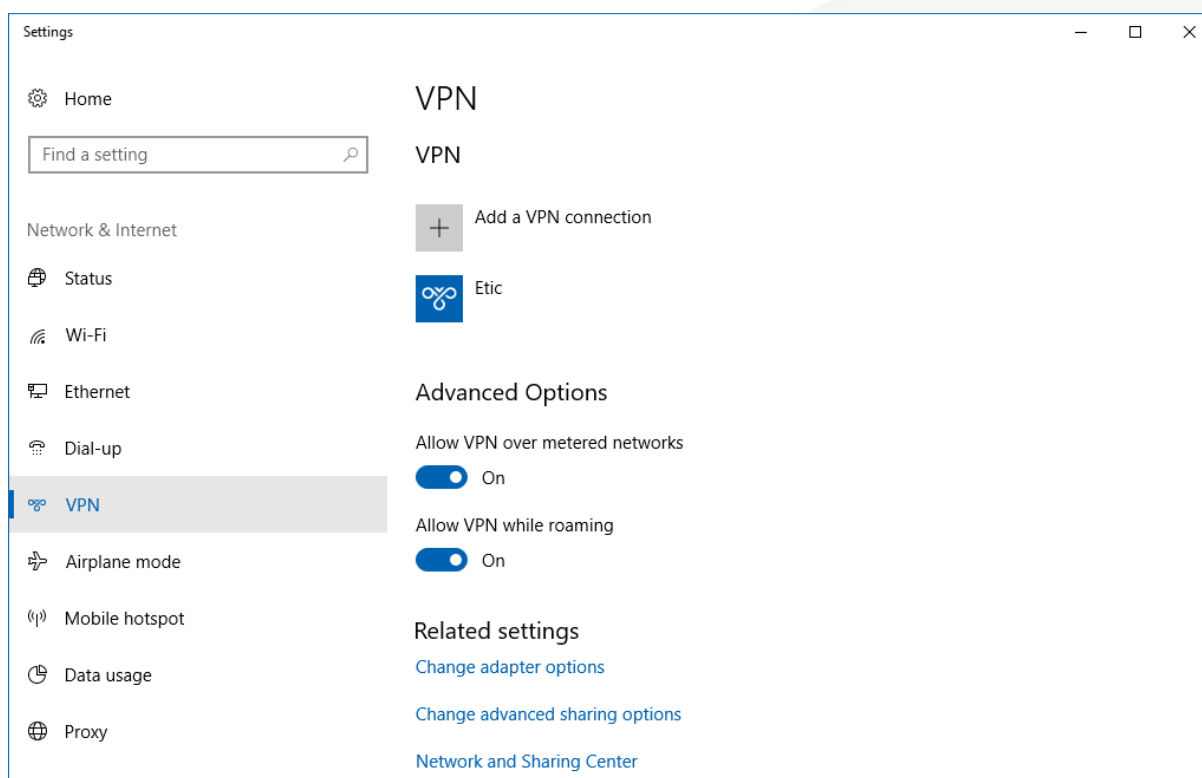 Settings
Home
Find a setting
Network & Internet
Status
Wi-Fi
Ethernet
Dial-up
VPN
Airplane mode
Mobile hotspot
Data usage
Proxy
VPN
VPN
Add a VPN connection
Etic
Advanced Options
Allow VPN over metered networks
On
Allow VPN while roaming
On
Related settings
Change adapter options
Change advanced sharing options
Network and Sharing Center